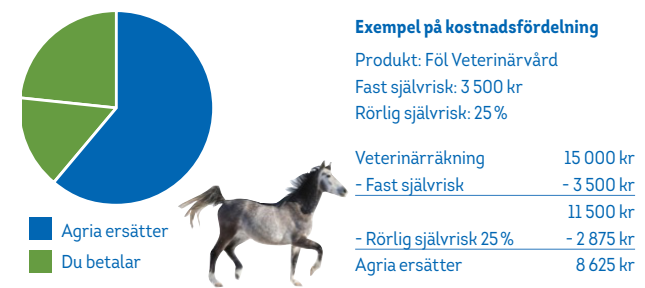 Exempel på kostnadsfördelning
Produkt: Föl Veterinärvård
Fast självrisk: 3 500 kr
Rörlig självrisk: 25 %
Veterinärräkning 15 000 kr
- Fast självrisk - 3 500 kr
11 500 kr
- Rörlig självrisk 25 % - 2 875 kr
Agria ersätter 8 625 kr
Agria ersätter
Du betalar